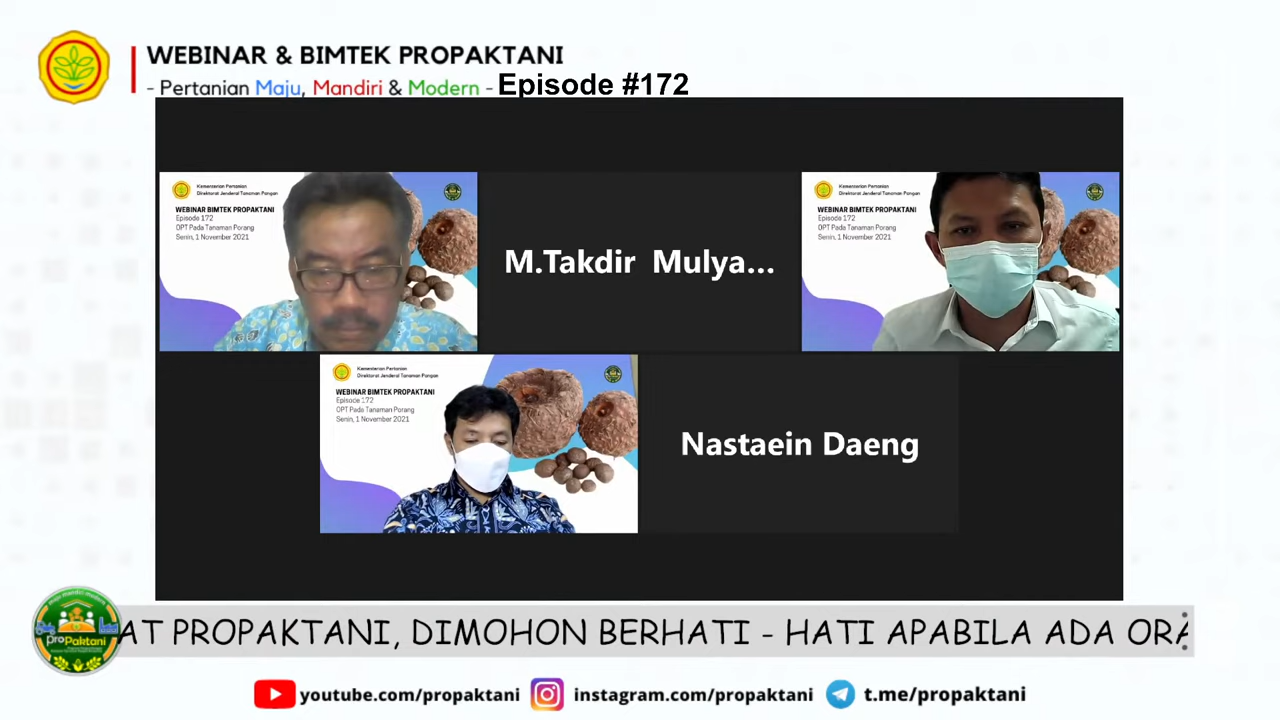 WEBINAR & BIMTEK PROPAKTANI
- Pertanian Maju, Mandiri & Modern - Episode #172
Kementerian Pertanian
Direktorat Jenderal Tanaman Pangan
WEBINAR BIMTEK PROPAKTANI
Episode 172
OPT Pada Tanaman Porang
Senin, 1 November 2021
M.Takdir Mulya...
Kementerian Pertanian
Direktorat Jenderal Tanaman Pangan
WEBINAR BIMTEK PROPAKTANI
Episode 172
OPT Pada Tanaman Porang
Senin, 1 November 2021
Kementerian Pertanian
Direktorat Jenderal Tanaman Pangan
WEBINAR BIMTEK PROPAKTANI
Episode 172
OPT Pada Tanaman Porang
Senin, 1 November 2021
Nastaein Daeng
proPaktani
AT PROPAKTANI, DIMOHON BERHATI - HATI APABILA ADA ORA
youtube.com/propaktani instagram.com/propaktani t.me/propaktani